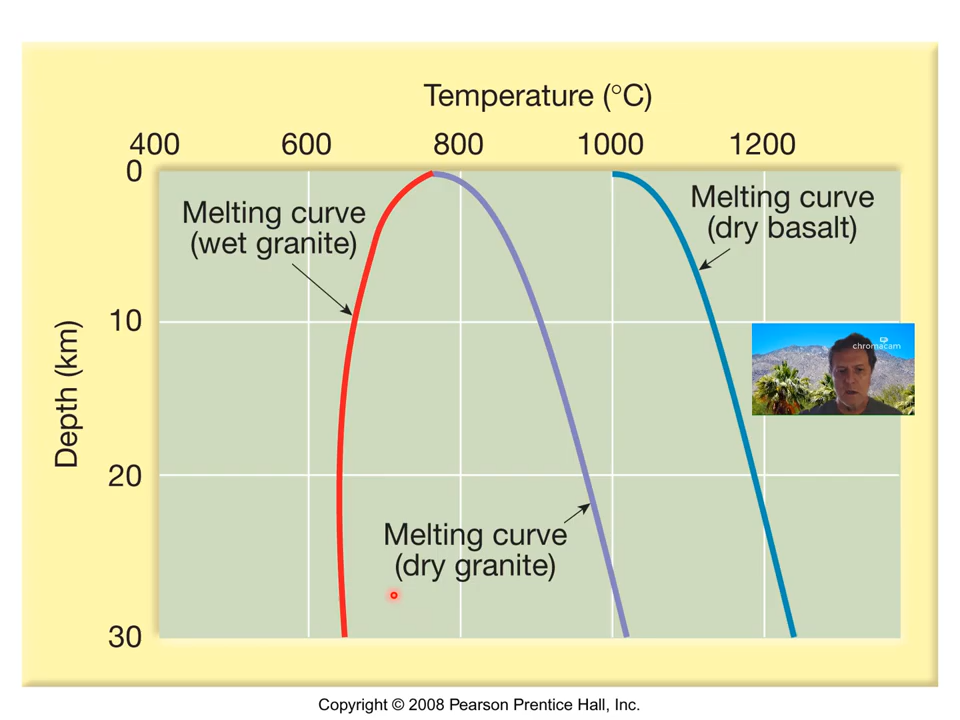 Temperature (°C)
400 600 800 1000 1200
0
Melting curve
(wet granite)
Melting curve
(dry basalt)
10
chromacam
Depth (km)
20
Melting curve
(dry granite)
30
Copyright © 2008 Pearson Prentice Hall, Inc.